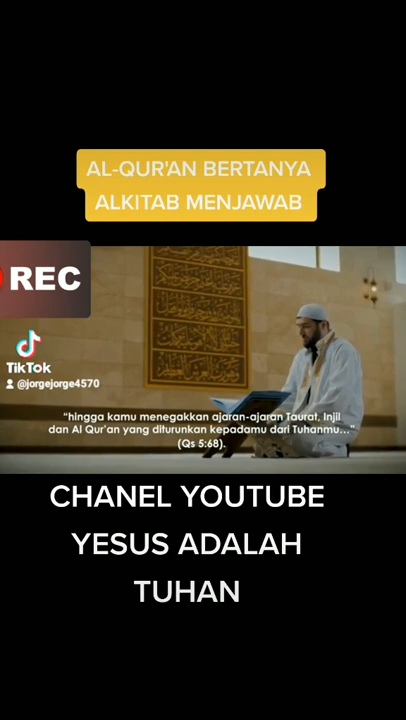 AL-QUR'AN BERTANYA
ALKITAB MENJAWAB
REC
TikTok
@jorgejorge4570
“hingga kamu menegakkan ajaran-ajaran Taurat, Injil
dan Al Qur'an yang diturunkan kepadamu dari Tuhanmu...”
(Qs 5:68).
CHANEL YOUTUBE
YESUS ADALAH
TUHAN